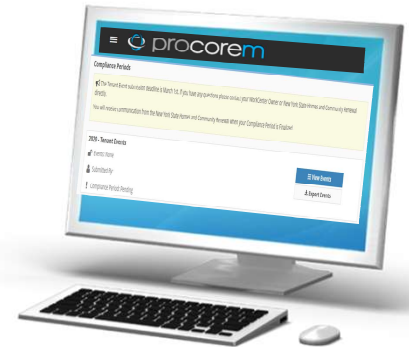 procorem
Compliance Periods
The Tenant Event submission deadline is March 1st. If you have any questions please contact your WorkCenter Owner or New York State Homes and Community Renewal
directly.
You will receive communication from the New York State Homes and Community Renewal when your Compliance Period is Finalized!
2020 - Tenant Events
Events: None
Submitted By:
Compliance Period: Pending
View Events
Export Events